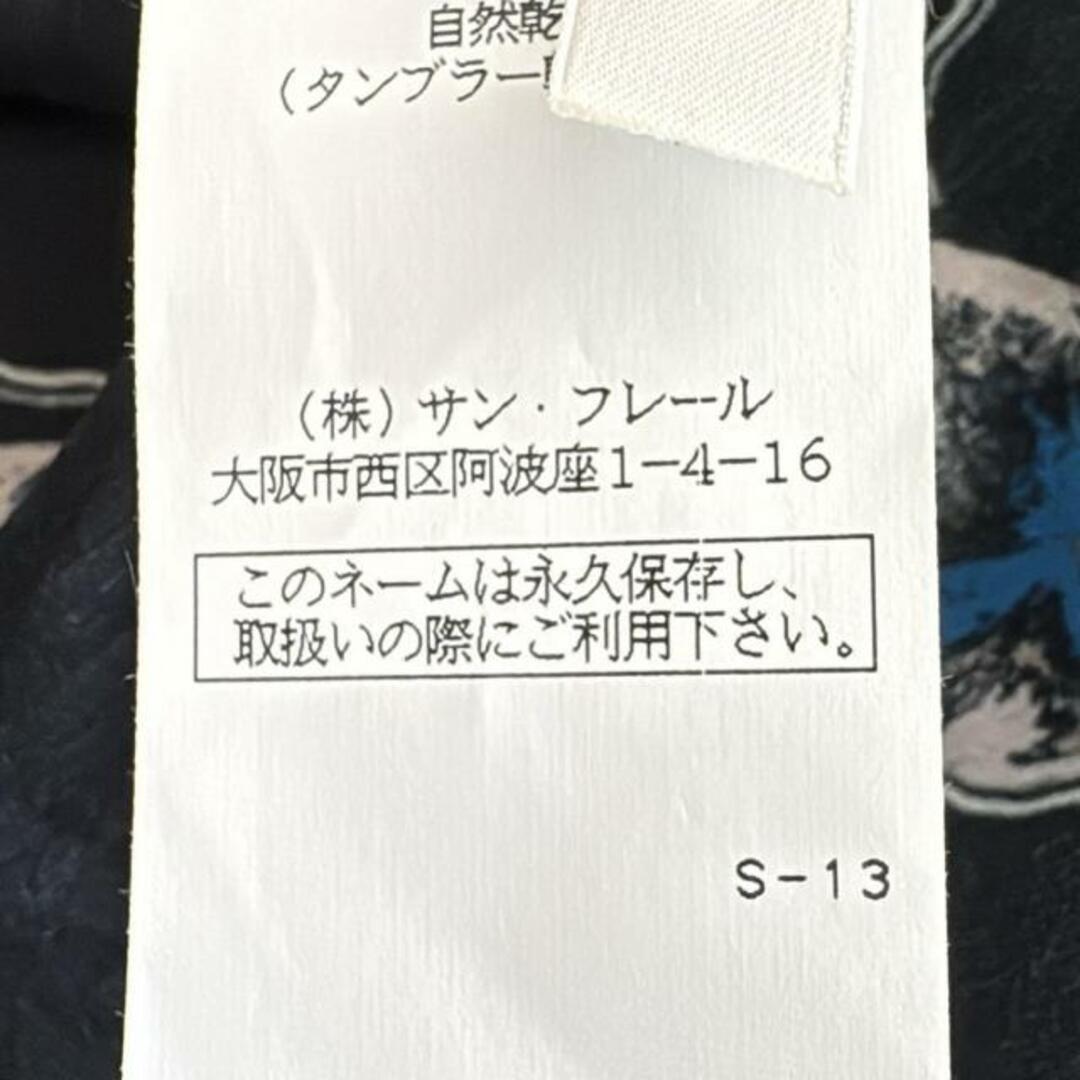 自然乾
（タンブラー
（株）サン・フレール
大阪市西区阿波座1-4-16
このネームは永久保存し、
取扱いの際にご利用下さい。
S-13